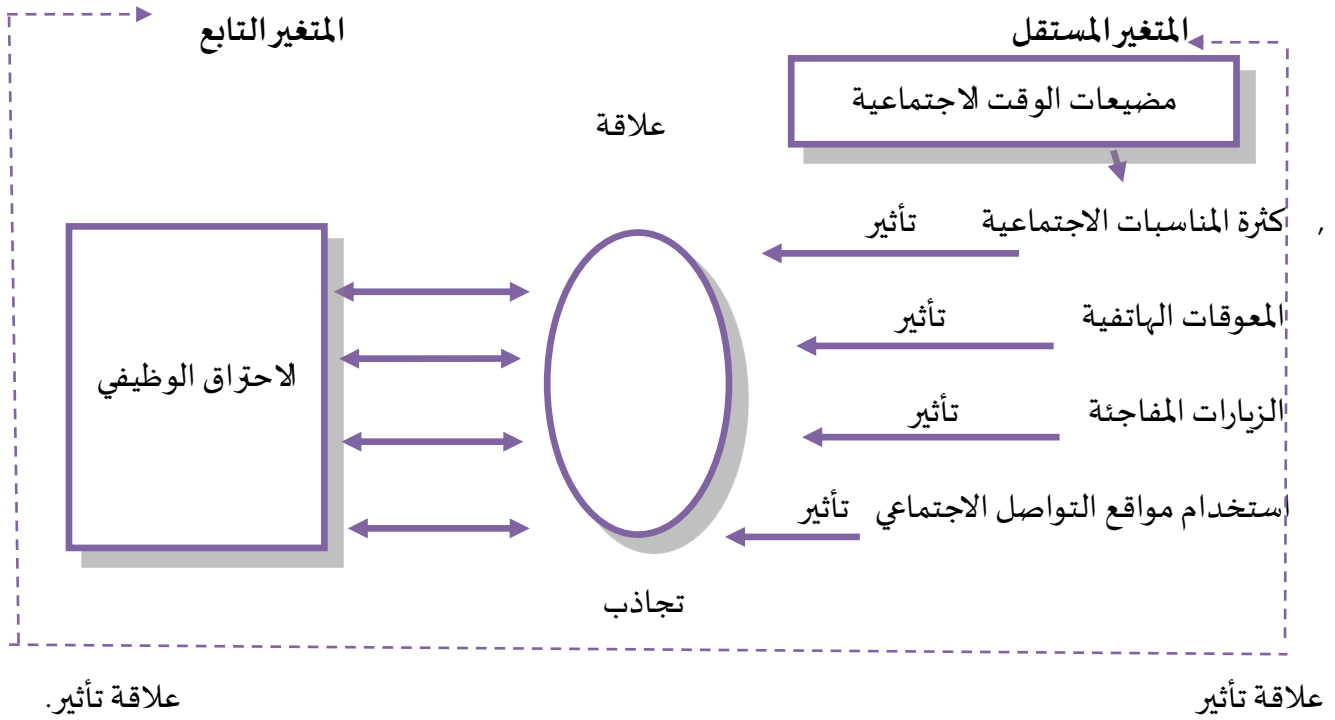 المتغير المستقل
المتغير التابع
مضيعات الوقت الاجتماعية
علاقة
كثرة المناسبات الاجتماعية تأثير
,
المعوقات الهاتفية تأثير
الزيارات المفاجئة تأثير
الاحتراق الوظيفي
استخدام مواقع التواصل الاجتماعي تأثير
تجاذب
علاقة تأثير
علاقة تأثير.